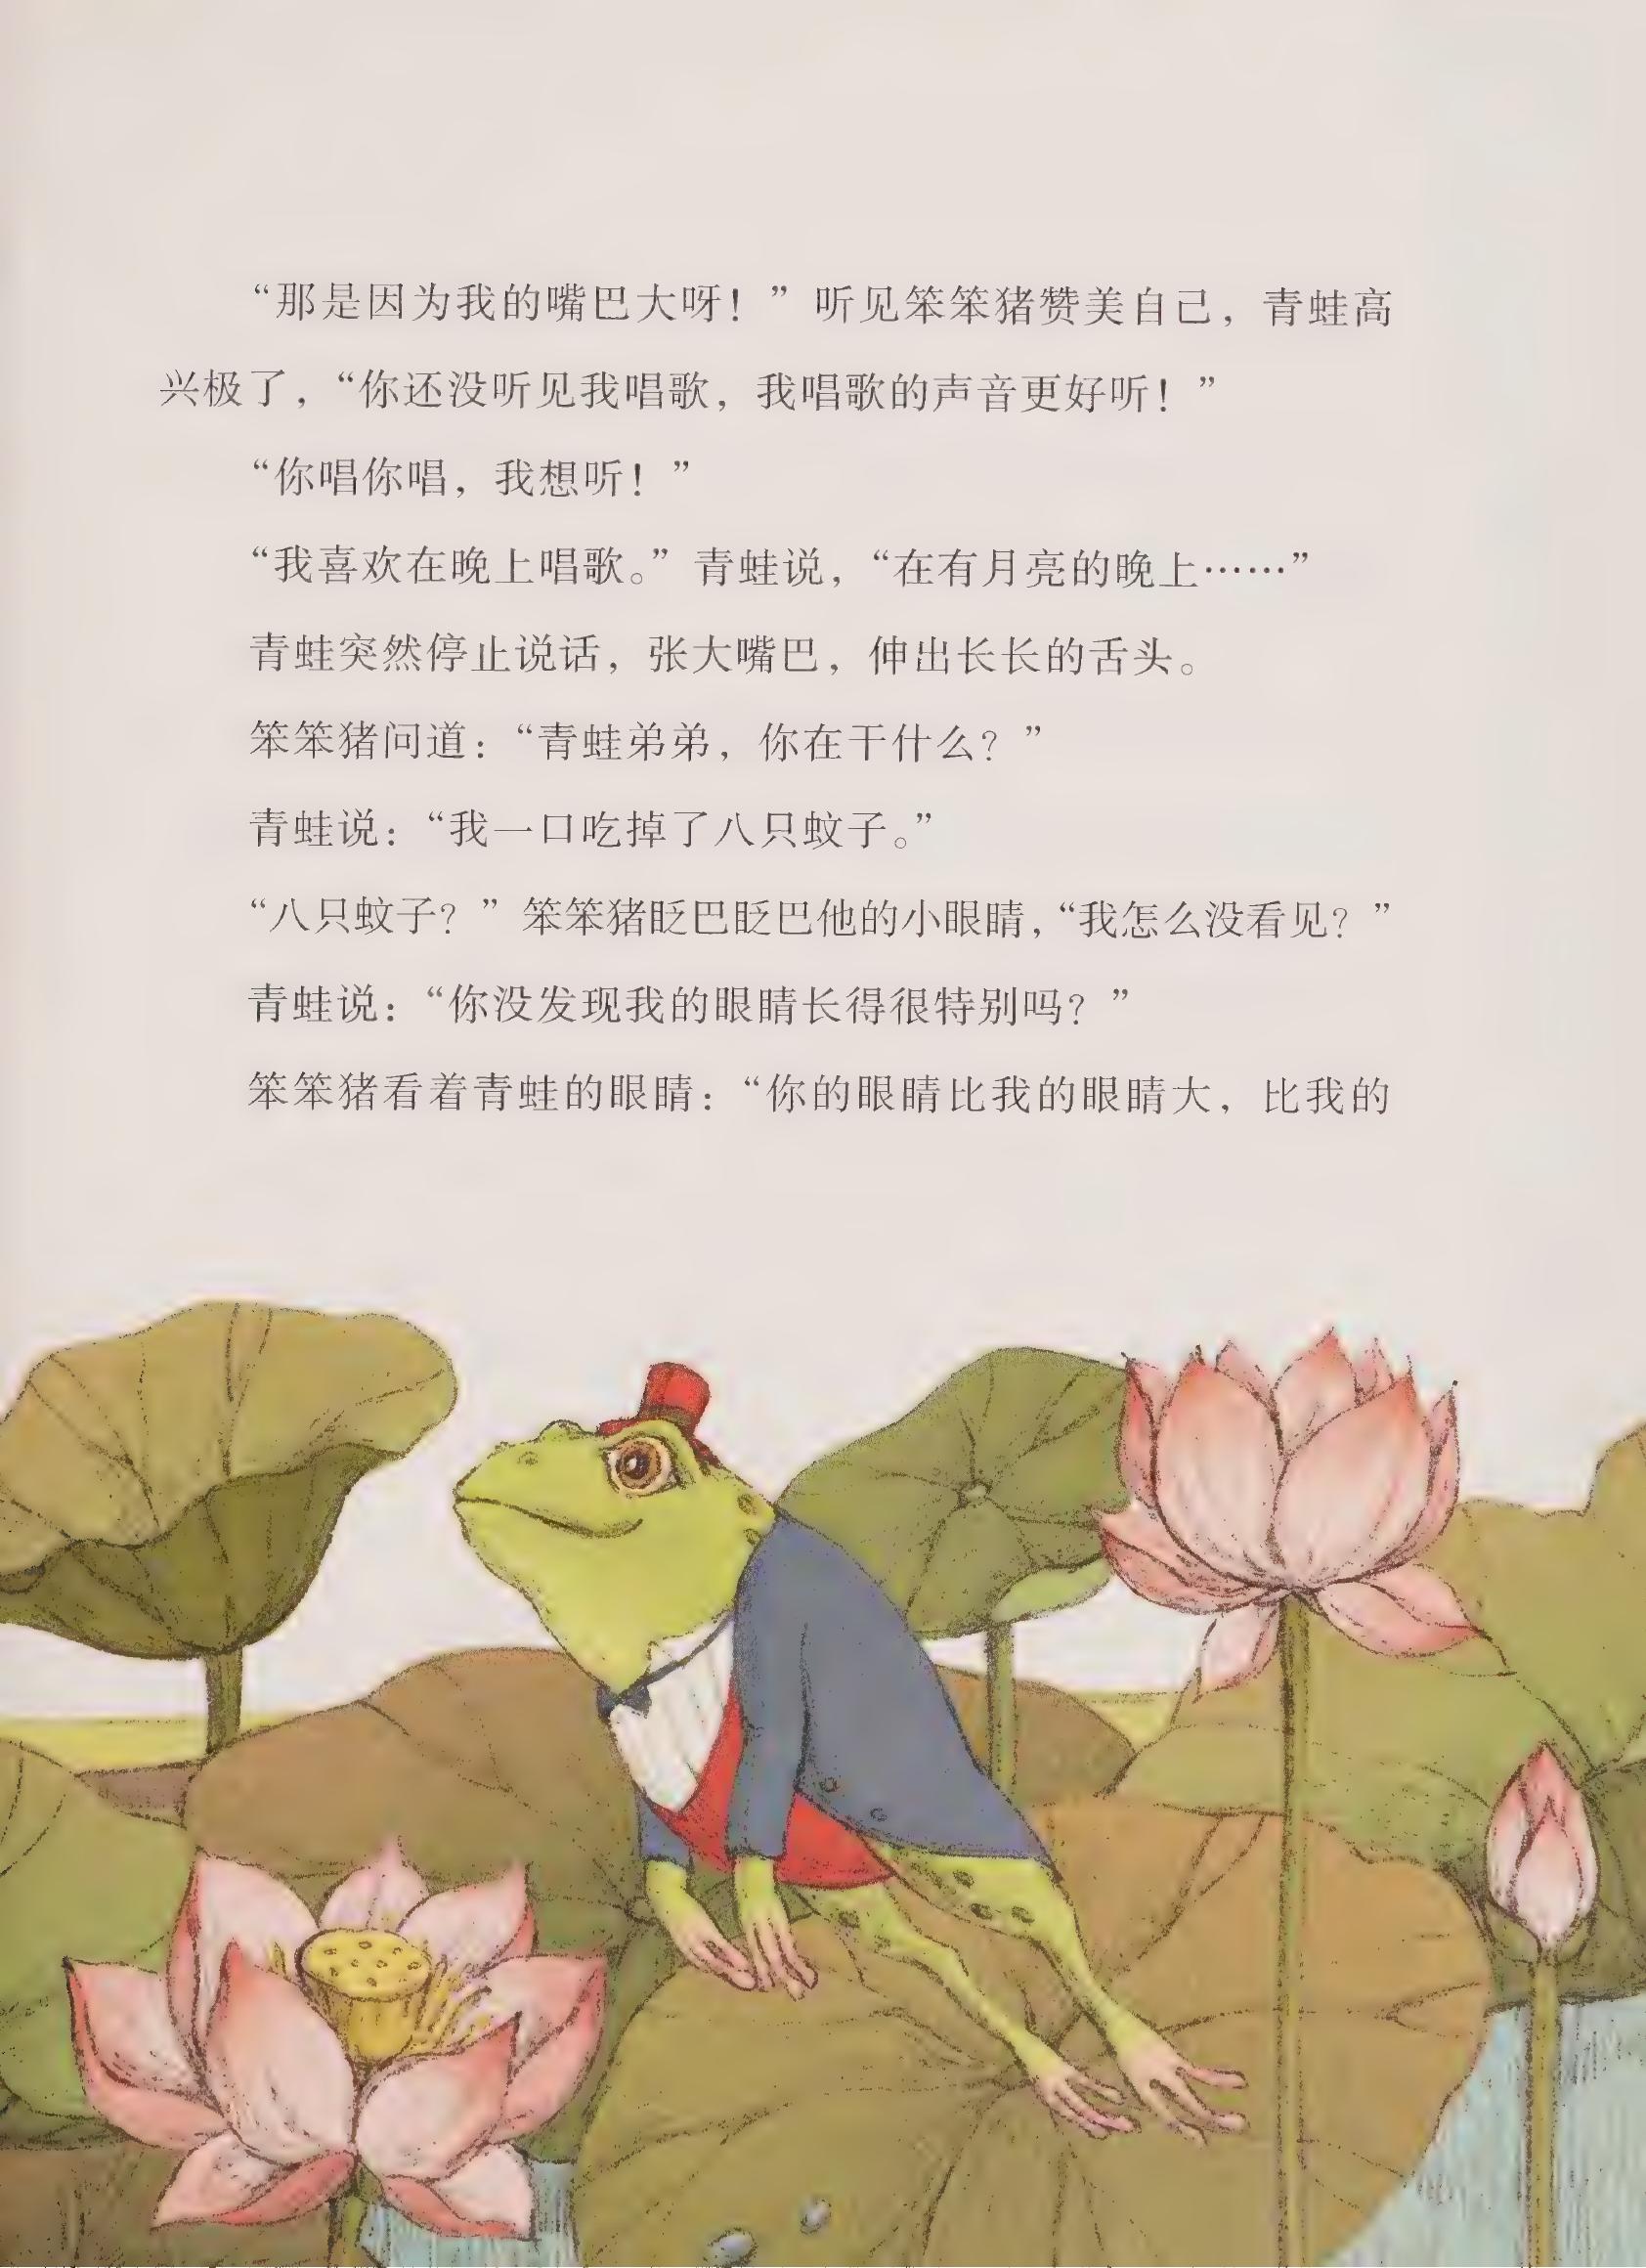 “那是因为我的嘴巴大呀！”听见笨笨猪赞美自己，青蛙高
兴极了，“你还没听见我唱歌，我唱歌的声音更好听！”
“你唱你唱，我想听！”
“我喜欢在晚上唱歌。”青蛙说，“在有月亮的晚上……”
青蛙突然停止说话，张大嘴巴，伸出长长的舌头。
笨笨猪问道：“青蛙弟弟，你在干什么？”
青蛙说：“我一口吃掉了八只蚊子。”
“八只蚊子？”笨笨猪眨巴眨巴他的小眼睛，“我怎么没看见？”
青蛙说：“你没发现我的眼睛长得很特别吗？”
笨笨猪看着青蛙的眼睛：“你的眼睛比我的眼睛大，比我的